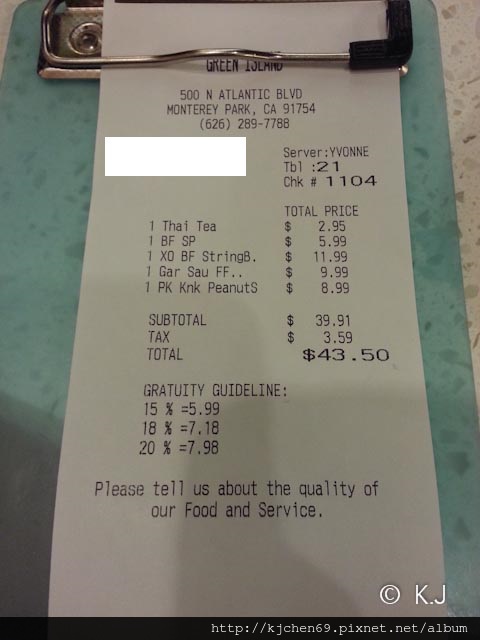 GREEN ISLAND
500 N ATLANTIC BLVD
MONTEREY PARK, CA 91754
(626) 289-7788
Server:YVONNE
Tbl :21
Chk # 1104
TOTAL PRICE
1 Thai Tea $ 2.95
1 BF SP $ 5.99
1 XO BF StringB. $ 11.99
1 Gar Sau FF.. $ 9.99
1 PK Knk PeanutS $ 8.99
SUBTOTAL $ 39.91
TAX $ 3.59
TOTAL $43.50
GRATUITY GUIDELINE:
15 % =5.99
18 % =7.18
20 % =7.98
Please tell us about the quality of
our Food and Service.
© K.J
http://kjchen69.pixnet.net/album